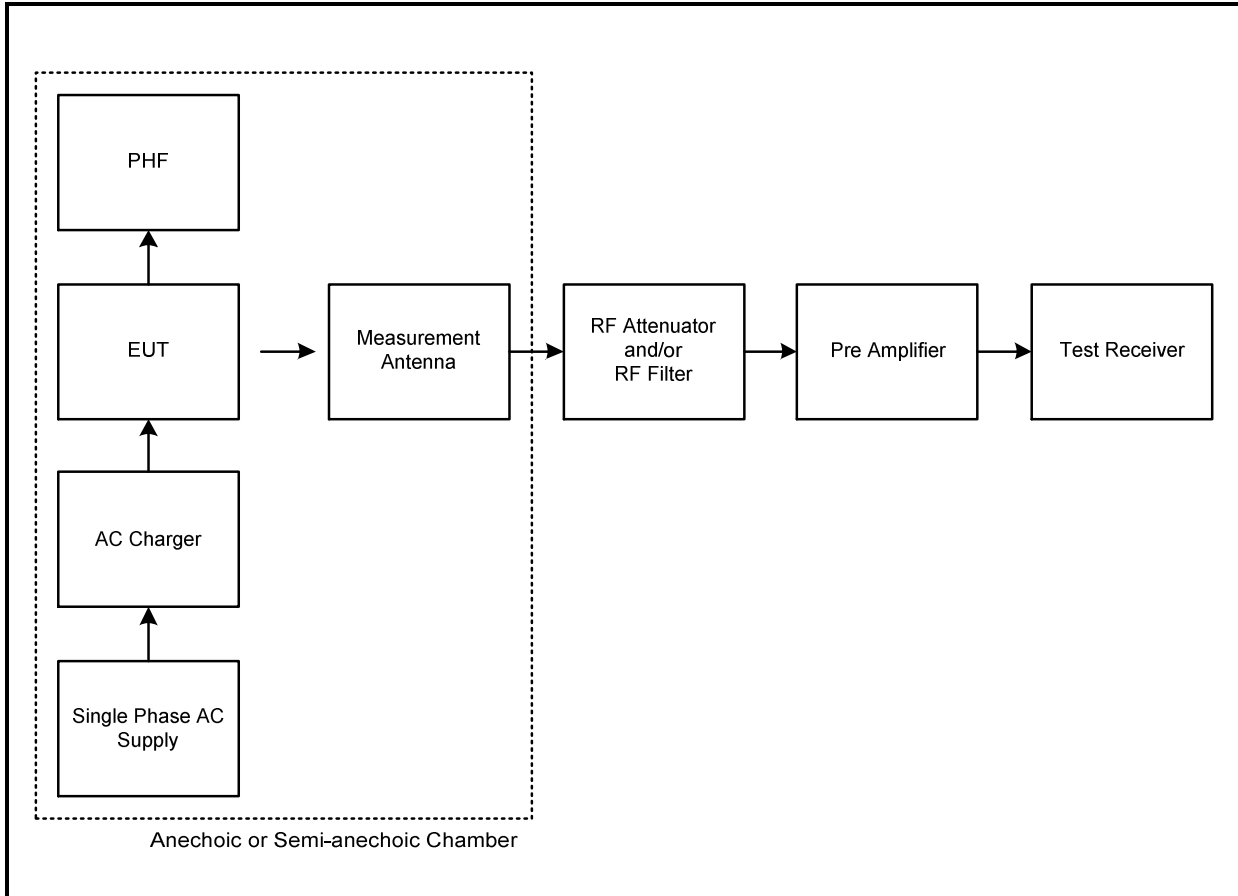 PHF
EUT
Measurement
Antenna
RF Attenuator
and/or
RF Filter
Pre Amplifier
Test Receiver
AC Charger
Single Phase AC
Supply
Anechoic or Semi-anechoic Chamber